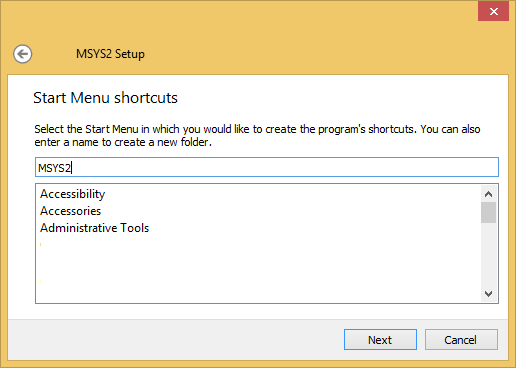 MSYS2 Setup
Start Menu shortcuts
Select the Start Menu in which you would like to create the program's shortcuts. You can also
enter a name to create a new folder.
MSYS2
Accessibility
Accessories
Administrative Tools
Next
Cancel